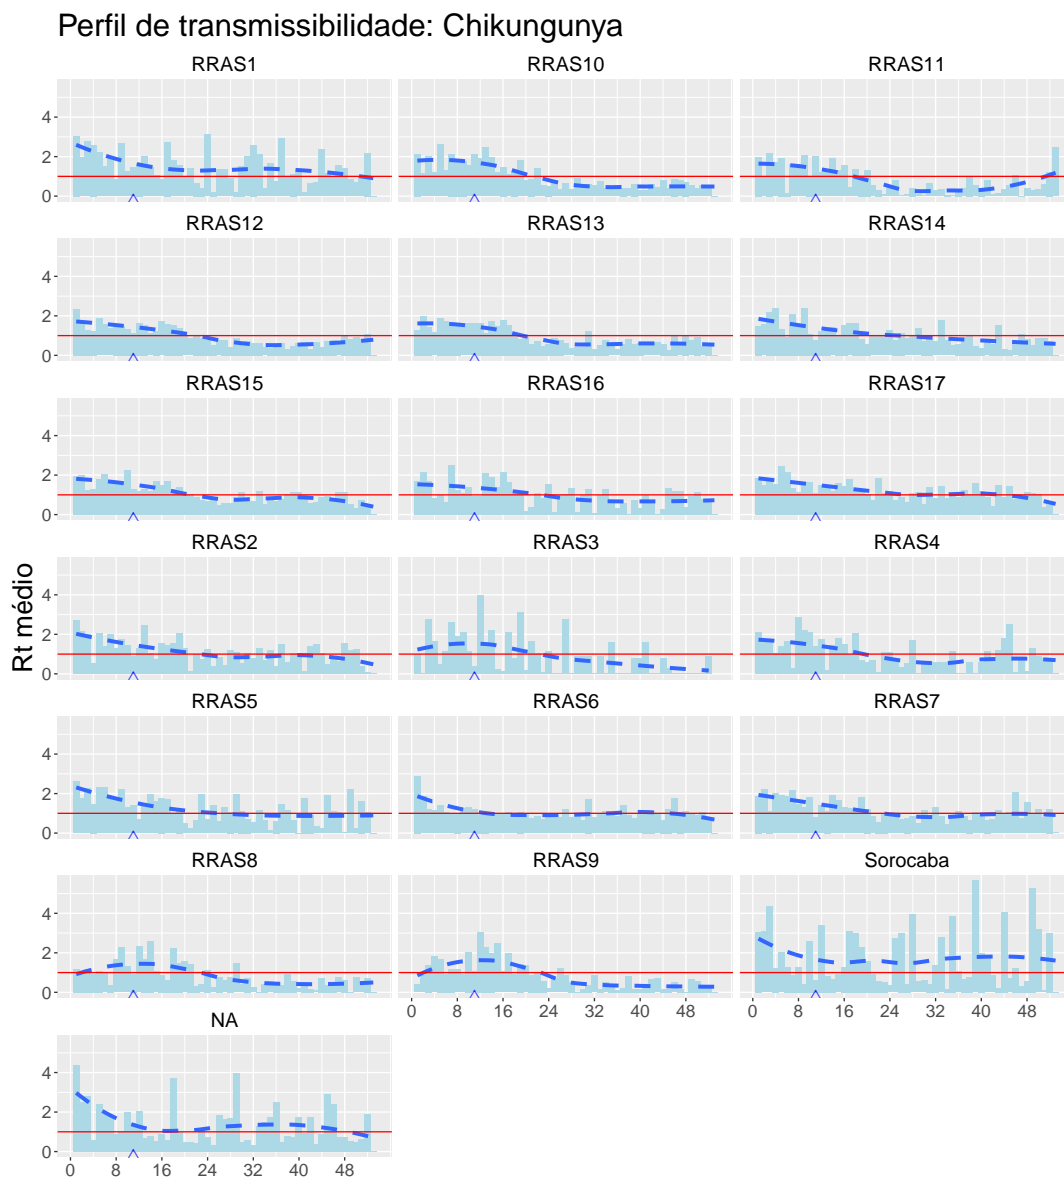 Perfil de transmissibilidade: Chikungunya
RRAS1 RRAS10 RRAS11
4
2
0
RRAS12 RRAS13 RRAS14
4
2
0
RRAS15 RRAS16 RRAS17
4
2
0
RRAS2 RRAS3 RRAS4
4
2
0
Rt médio
RRAS5 RRAS6 RRAS7
4
2
0
RRAS8 RRAS9 Sorocaba
4
2
0
0 8 16 24 32 40 48 0 8 16 24 32 40 48
NA
4
2
0
0 8 16 24 32 40 48